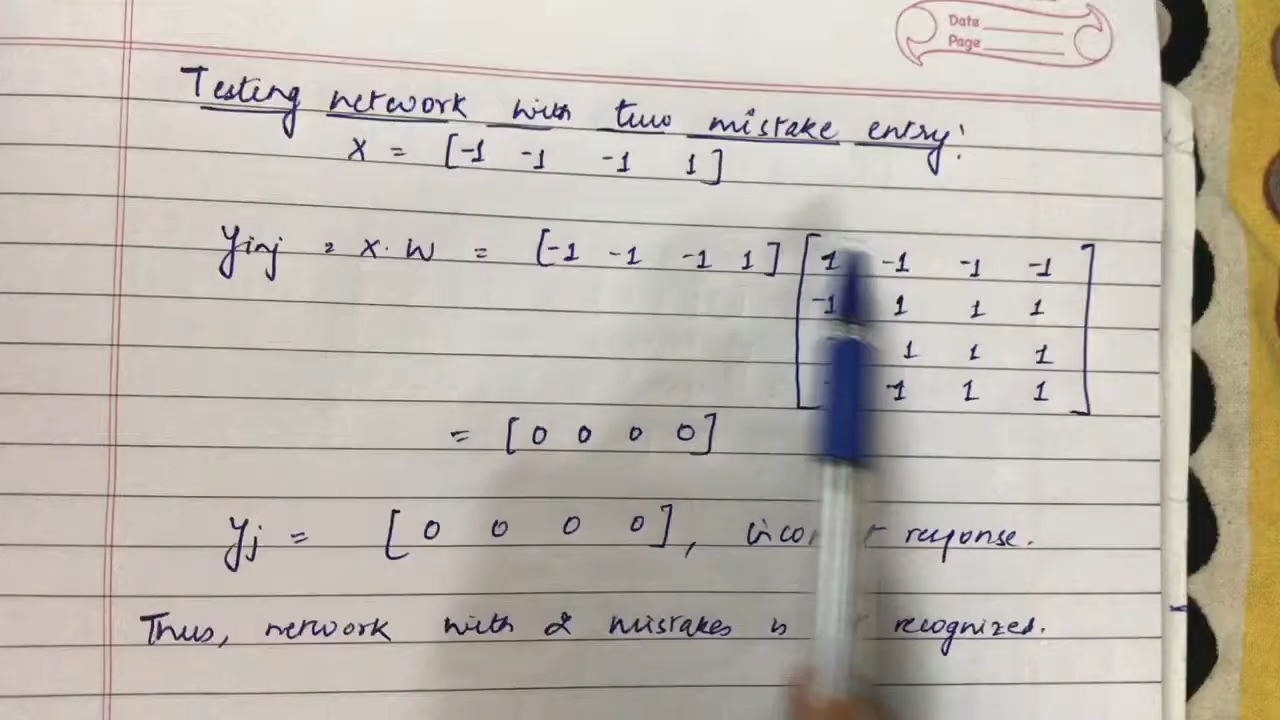 Date
Page
Testing network with two mistake entry:
X = [-1 -1 -1 1]
Yinj = X. W = [-1 -1 -1 1] [1 -1 -1 -1
-1 1 1 1
1 1 1
-1 1 1]
= [0 0 0 0]
Yj = [0 0 0 0], response.
Thus, network with 2 mistakes is recognized.